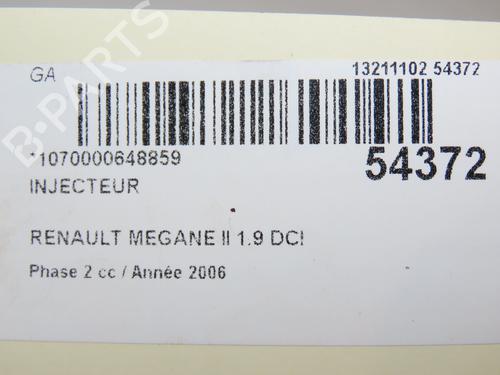 GA
13211102 54372
*1070000648859
54372
INJECTEUR
RENAULT MEGANE II 1.9 DCI
Phase 2 cc / Année 2006
B-PARTS